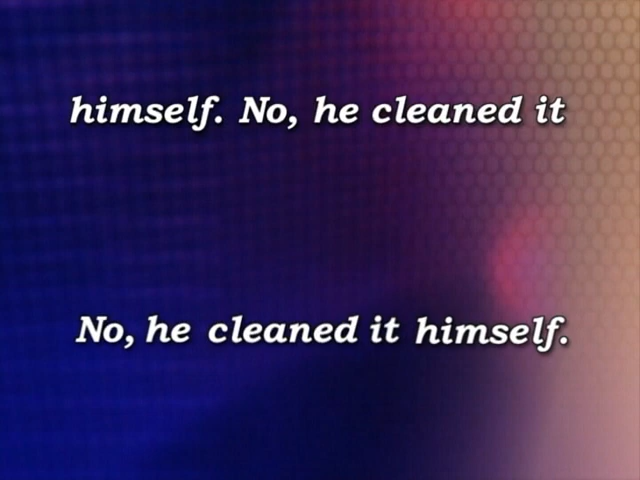 himself. No, he cleaned it
No, he cleaned it himself.